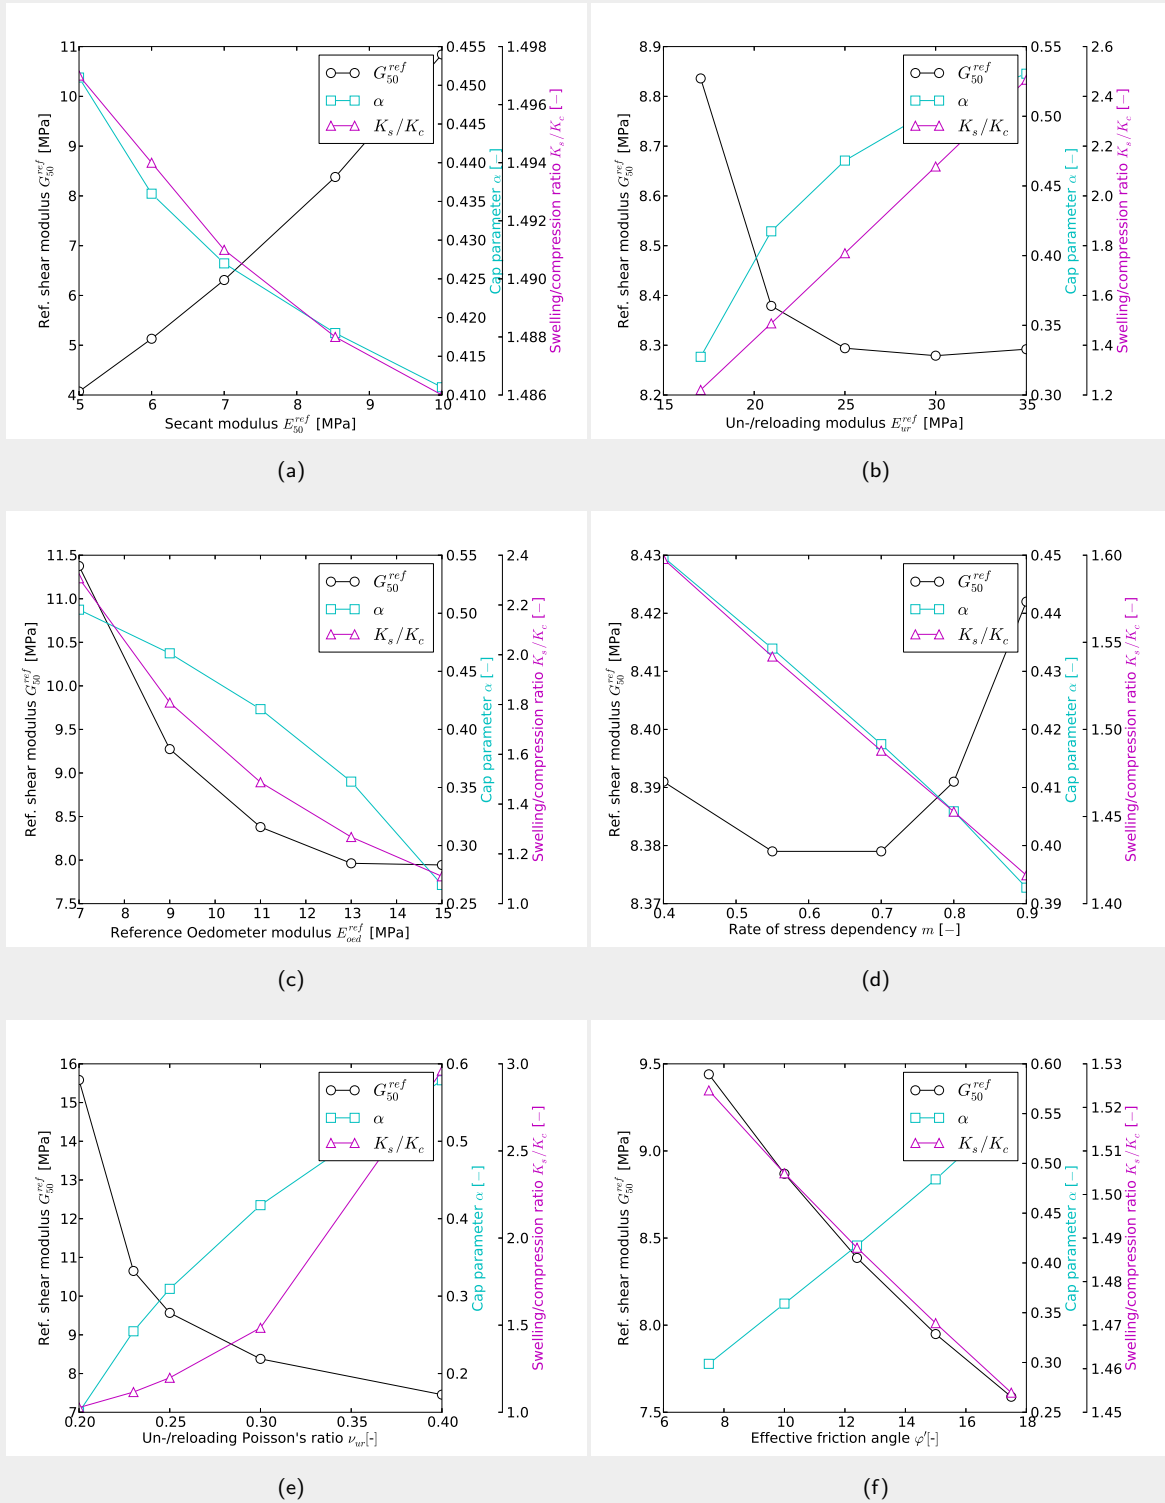 11
10
9
8
7
6
5
4
Ref. shear modulus G_50^ref [MPa]
5 6 7 8 9 10
Secant modulus E_50^ref [MPa]
G_50^ref
α
K_s/K_c
0.455
0.450
0.445
0.440
0.435
0.430
0.425
0.420
0.415
0.410
Cap parameter α [−]
1.498
1.496
1.494
1.492
1.490
1.488
1.486
Swelling/compression ratio K_s/K_c [−]
(a)
8.9
8.8
8.7
8.6
8.5
8.4
8.3
8.2
Ref. shear modulus G_50^ref [MPa]
15 20 25 30 35
Un-/reloading modulus E_ur^ref [MPa]
G_50^ref
α
K_s/K_c
0.55
0.50
0.45
0.40
0.35
0.30
Cap parameter α [−]
2.6
2.4
2.2
2.0
1.8
1.6
1.4
1.2
Swelling/compression ratio K_s/K_c [−]
(b)
11.5
11.0
10.5
10.0
9.5
9.0
8.5
8.0
7.5
Ref. shear modulus G_50^ref [MPa]
7 8 9 10 11 12 13 14 15
Reference Oedometer modulus E_oed^ref [MPa]
G_50^ref
α
K_s/K_c
0.55
0.50
0.45
0.40
0.35
0.30
0.25
Cap parameter α [−]
2.4
2.2
2.0
1.8
1.6
1.4
1.2
1.0
Swelling/compression ratio K_s/K_c [−]
(c)
8.43
8.42
8.41
8.40
8.39
8.38
8.37
Ref. shear modulus G_50^ref [MPa]
0.4 0.5 0.6 0.7 0.8 0.9
Rate of stress dependency m [−]
G_50^ref
α
K_s/K_c
0.45
0.44
0.43
0.42
0.41
0.40
0.39
Cap parameter α [−]
1.60
1.55
1.50
1.45
1.40
Swelling/compression ratio K_s/K_c [−]
(d)
16
15
14
13
12
11
10
9
8
7
Ref. shear modulus G_50^ref [MPa]
0.20 0.25 0.30 0.35 0.40
Un-/reloading Poisson's ratio ν_ur[-]
G_50^ref
α
K_s/K_c
0.6
0.5
0.4
0.3
0.2
Cap parameter α [−]
3.0
2.5
2.0
1.5
1.0
Swelling/compression ratio K_s/K_c [−]
(e)
9.5
9.0
8.5
8.0
7.5
Ref. shear modulus G_50^ref [MPa]
6 8 10 12 14 16 18
Effective friction angle φ′[-]
G_50^ref
α
K_s/K_c
0.60
0.55
0.50
0.45
0.40
0.35
0.30
0.25
Cap parameter α [−]
1.53
1.52
1.51
1.50
1.49
1.48
1.47
1.46
1.45
Swelling/compression ratio K_s/K_c [−]
(f)